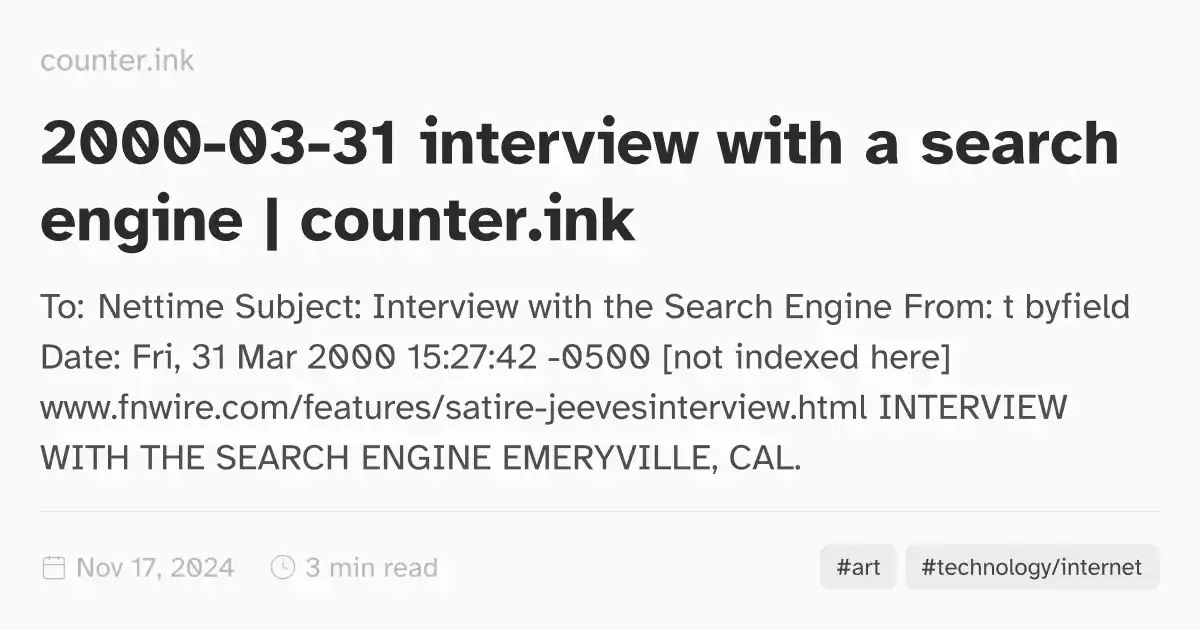 counter.ink
2000-03-31 interview with a search
engine | counter.ink
To: Nettime Subject: Interview with the Search Engine From: t byfield
Date: Fri, 31 Mar 2000 15:27:42 -0500 [not indexed here]
www.fnwire.com/features/satire-jeevesinterview.html INTERVIEW
WITH THE SEARCH ENGINE EMERYVILLE, CAL.
Nov 17, 2024 3 min read #art #technology/internet